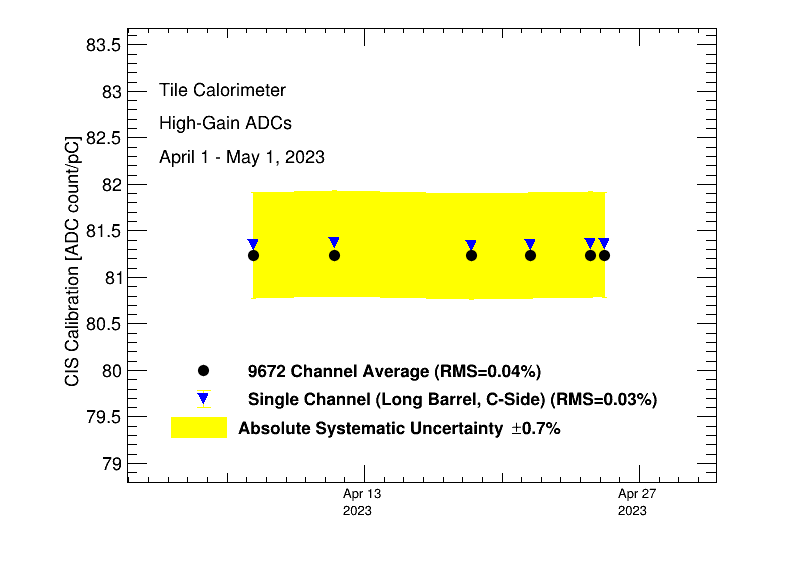 83.5
83
82.5
82
81.5
81
80.5
80
79.5
79
CIS Calibration [ADC count/pC]
Tile Calorimeter
High-Gain ADCs
April 1 - May 1, 2023
9672 Channel Average (RMS=0.04%)
Single Channel (Long Barrel, C-Side) (RMS=0.03%)
Absolute Systematic Uncertainty ±0.7%
Apr 13
2023
Apr 27
2023